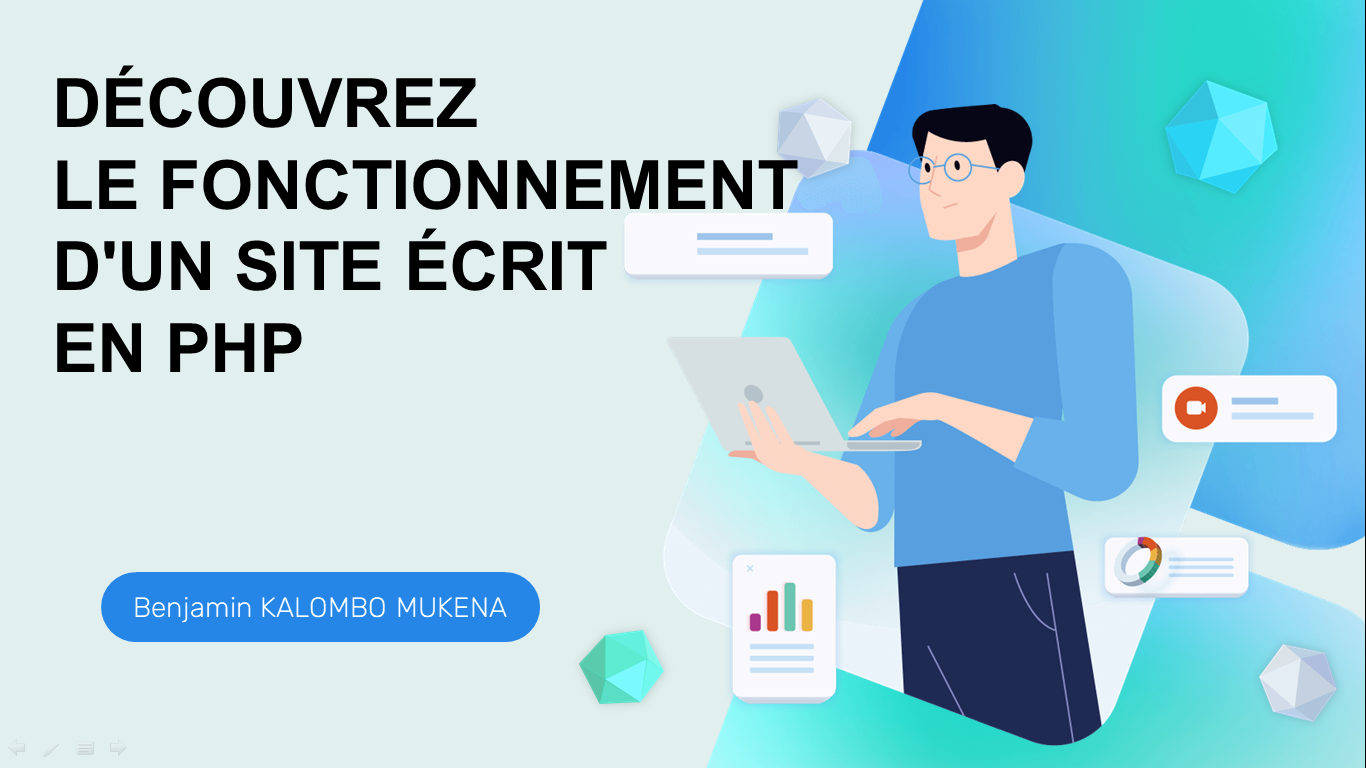 DÉCOUVREZ
LE FONCTIONNEMENT
D'UN SITE ÉCRIT
EN PHP
Benjamin KALOMBO MUKENA